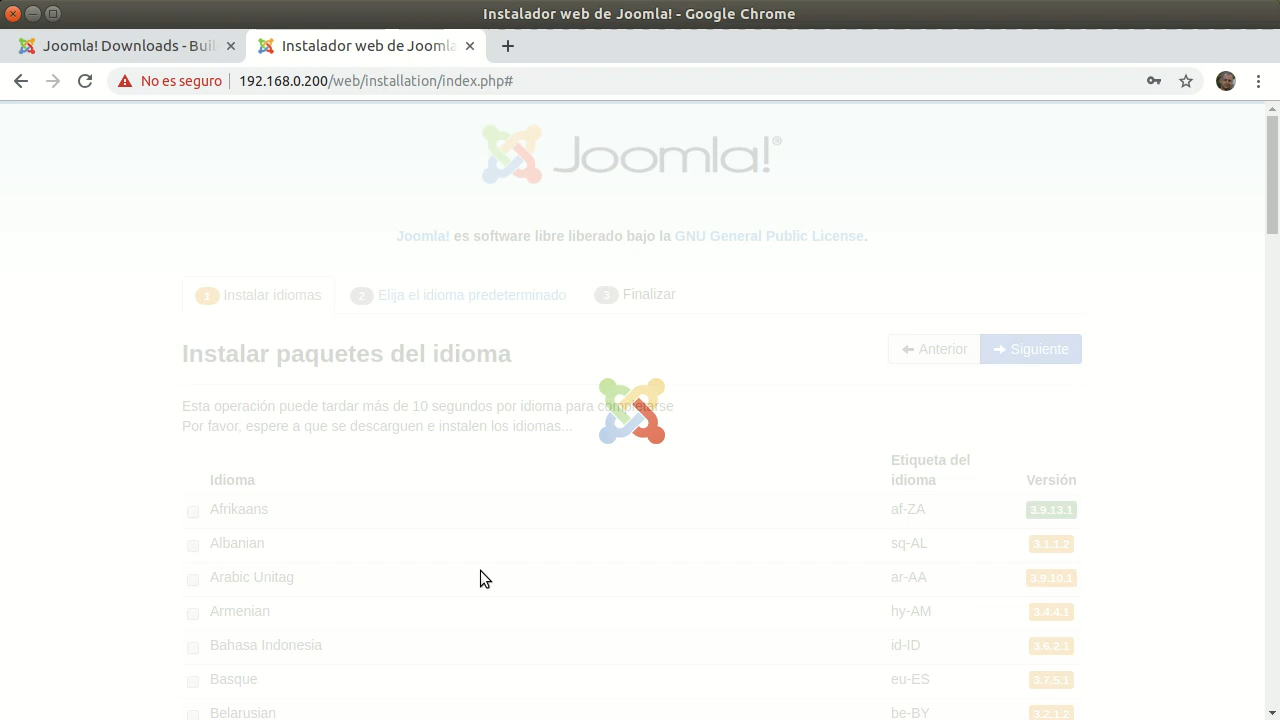 Instalador web de Joomla! - Google Chrome
Joomla! Downloads - Buil
Instalador web de Joomla
No es seguro
192.168.0.200/web/installation/index.php#
Joomla!®
Joomla! es software libre liberado bajo la GNU General Public License.
1 Instalar idiomas
2 Elija el idioma predeterminado
3 Finalizar
Instalar paquetes del idioma
Anterior
Siguiente
Esta operación puede tardar más de 10 segundos por idioma para completarse
Por favor, espere a que se descarguen e instalen los idiomas...
Idioma
Etiqueta del
idioma
Versión
Afrikaans af-ZA 3.9.13.1
Albanian sq-AL 3.1.1.2
Arabic Unitag ar-AA 3.9.10.1
Armenian hy-AM 3.4.4.1
Bahasa Indonesia id-ID 3.6.2.1
Basque eu-ES 3.7.5.1
Belarusian be-BY 3.2.1.2